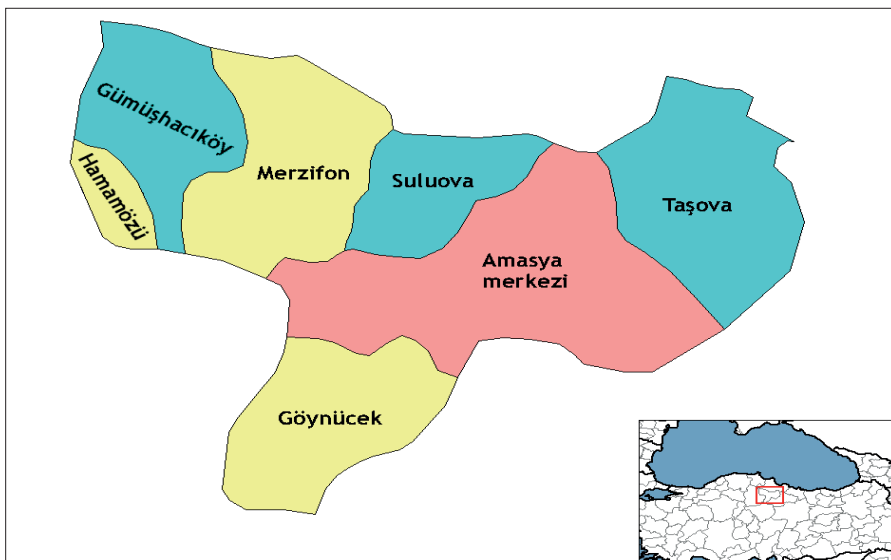 Gümüşhacıköy
Hamamözü
Merzifon
Suluova
Taşova
Amasya
merkezi
Göynücek